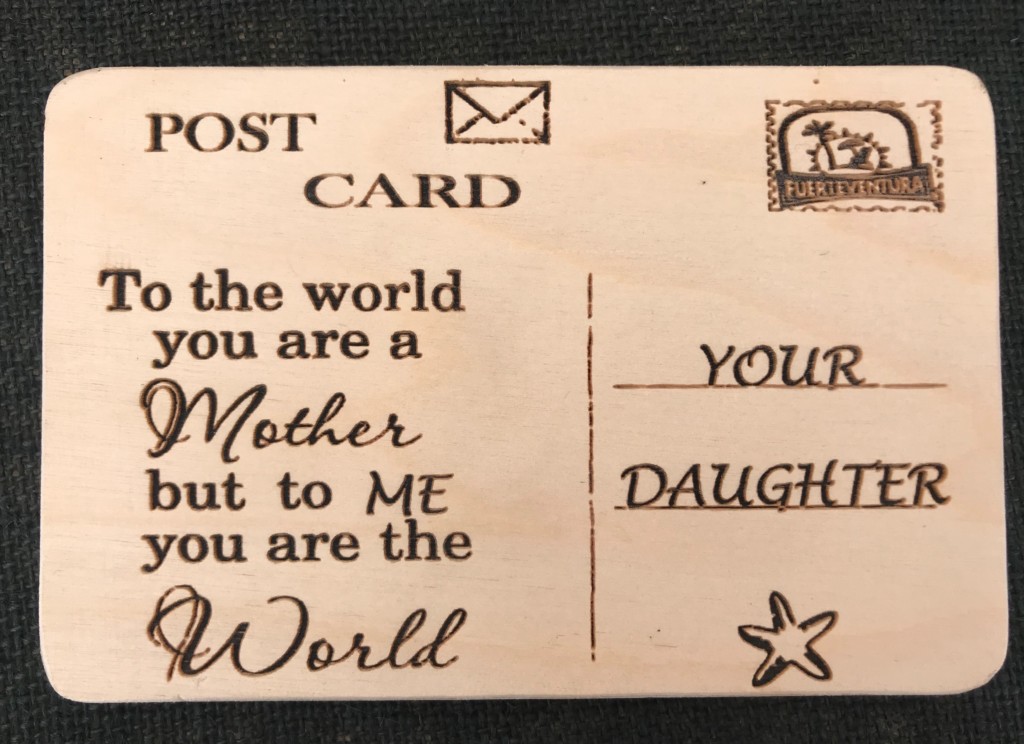 POST
CARD
FUERTEVENTURA
To the world
you are a
Mother
but to ME
you are the
World
YOUR
DAUGHTER